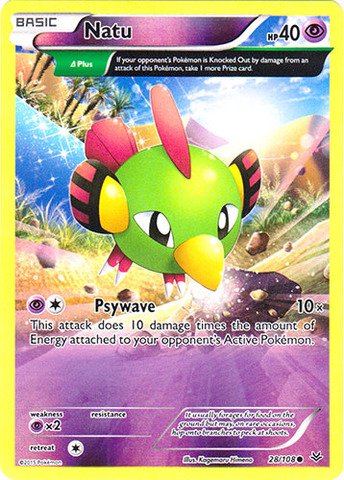 BASIC
Natu
HP40
Δ Plus
If your opponent's Pokémon is Knocked Out by damage from an
attack of this Pokémon, take 1 more Prize card.
Psywave 10×
This attack does 10 damage times the amount of
Energy attached to your opponent's Active Pokémon.
weakness resistance
×2
retreat
It usually forages for food on the
ground but may, on rare occasions,
hop onto branches to peck at shoots.
©2015 Pokémon
Illus. Kagemaru Himeno
28/108